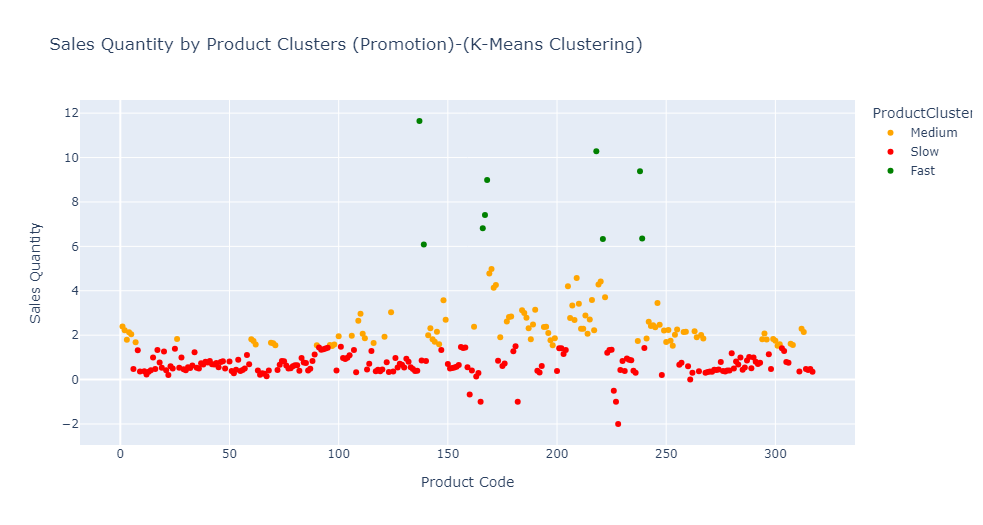 Sales Quantity by Product Clusters (Promotion)-(K-Means Clustering)
ProductCluster
Medium
Slow
Fast
12
10
8
6
4
2
0
−2
Sales Quantity
0 50 100 150 200 250 300
Product Code